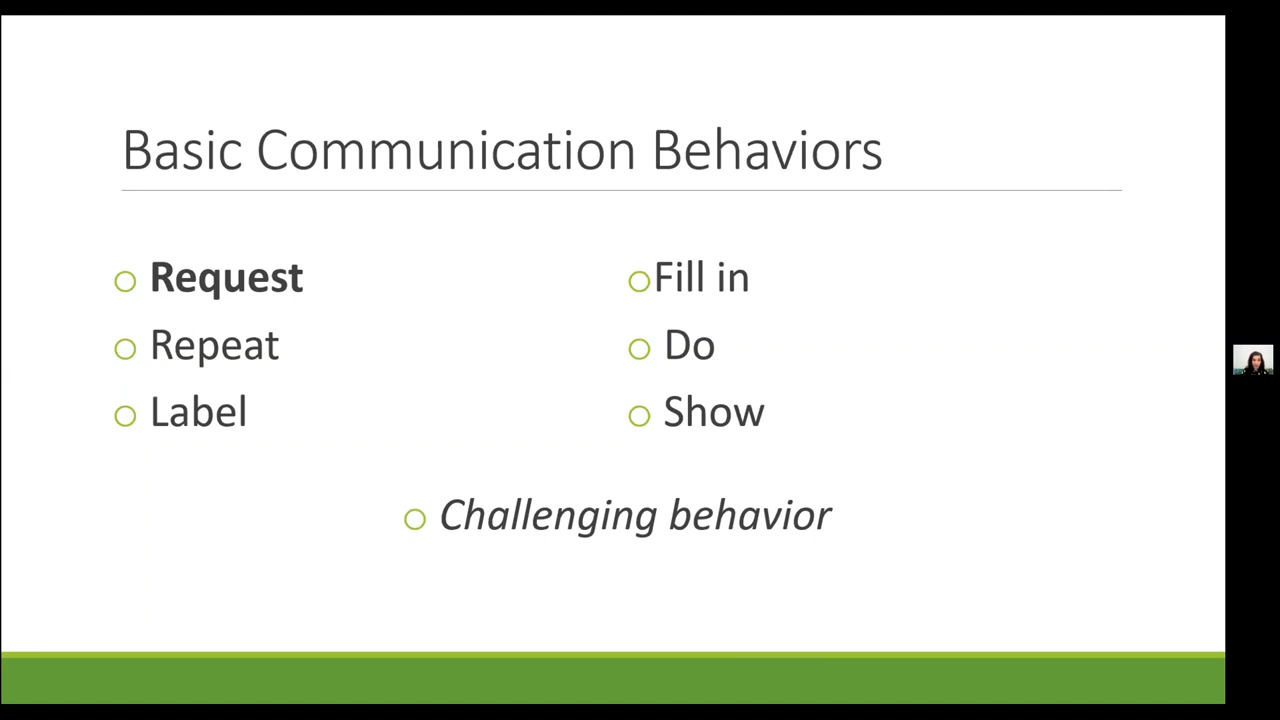 Basic Communication Behaviors
Request
Repeat
Label
Fill in
Do
Show
Challenging behavior